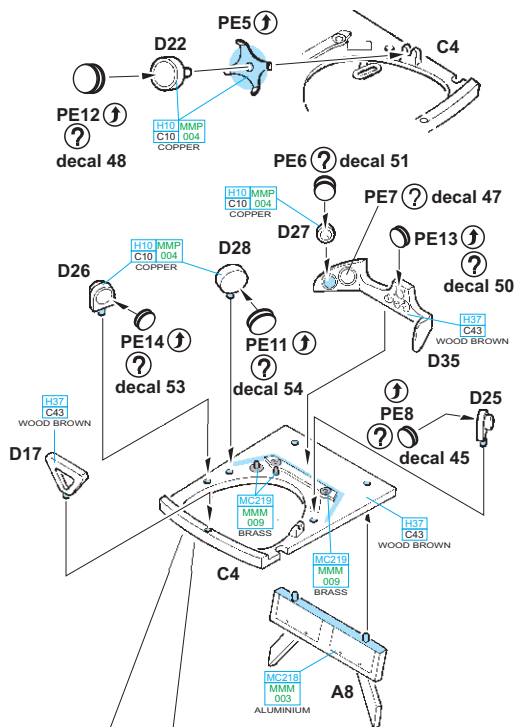 PE5
D22
C4
PE12
?
decal 48
H10 MMP
C10 004
COPPER
PE6 ? decal 51
H10 MMP
C10 004
COPPER
PE7 ? decal 47
D27
PE13
?
decal 50
H10 MMP
C10 004
COPPER
D28
D26
PE14
?
decal 53
PE11
?
decal 54
H37
C43
WOOD BROWN
D35
H37
C43
WOOD BROWN
D17
PE8
?
decal 45
D25
MC219
MMM
009
BRASS
H37
C43
WOOD BROWN
MC219
MMM
009
BRASS
C4
MC218
MMM
003
ALUMINIUM
A8